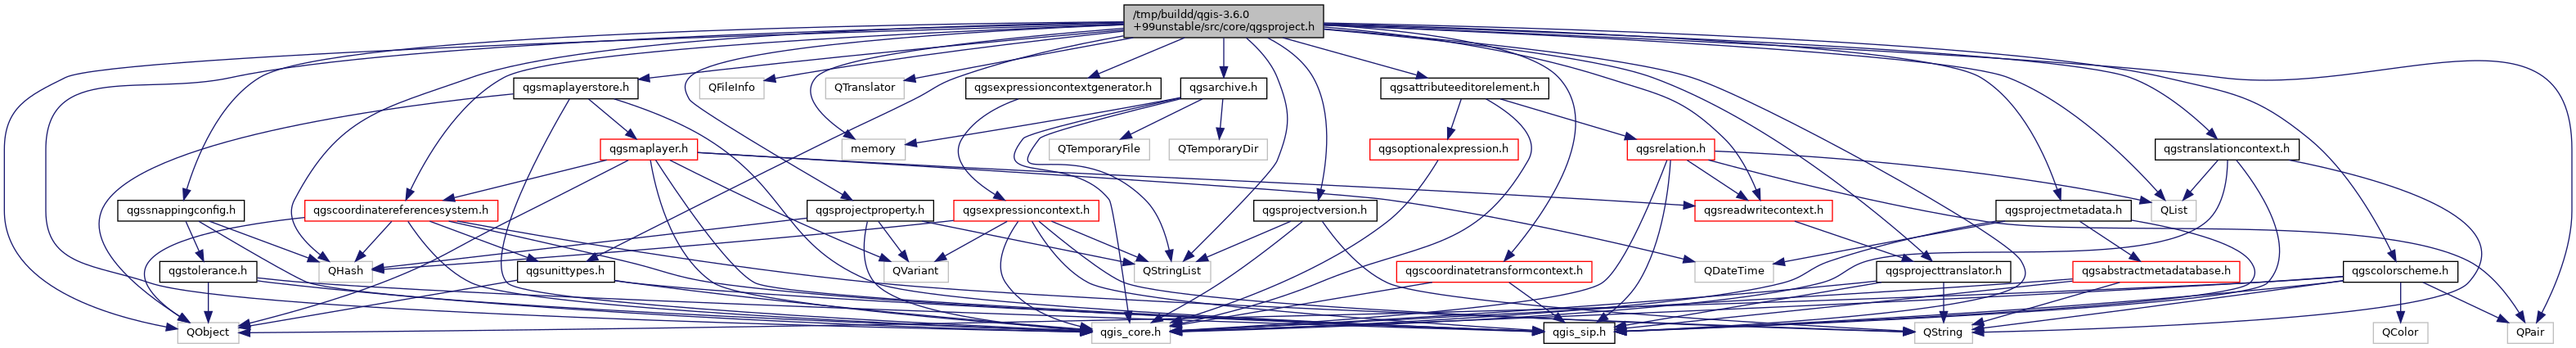 /tmp/buildd/qgis-3.6.0
+99unstable/src/core/qgsproject.h
qgsmaplayerstore.h
QFileInfo
QTranslator
qgsexpressioncontextgenerator.h
qgsarchive.h
qgsattributeeditorelement.h
qgsmaplayer.h
memory
QTemporaryFile
QTemporaryDir
qgsoptionalexpression.h
qgsrelation.h
qgstranslationcontext.h
qgssnappingconfig.h
qgscoordinatereferencesystem.h
qgsprojectproperty.h
qgsexpressioncontext.h
qgsprojectversion.h
qgsreadwritecontext.h
qgsprojectmetadata.h
QList
qgstolerance.h
QHash
qgsunittypes.h
QVariant
QStringList
qgscoordinatetransformcontext.h
QDateTime
qgsprojecttranslator.h
qgsabstractmetadatabase.h
qgscolorscheme.h
QObject
qgis_core.h
qgis_sip.h
QString
QColor
QPair